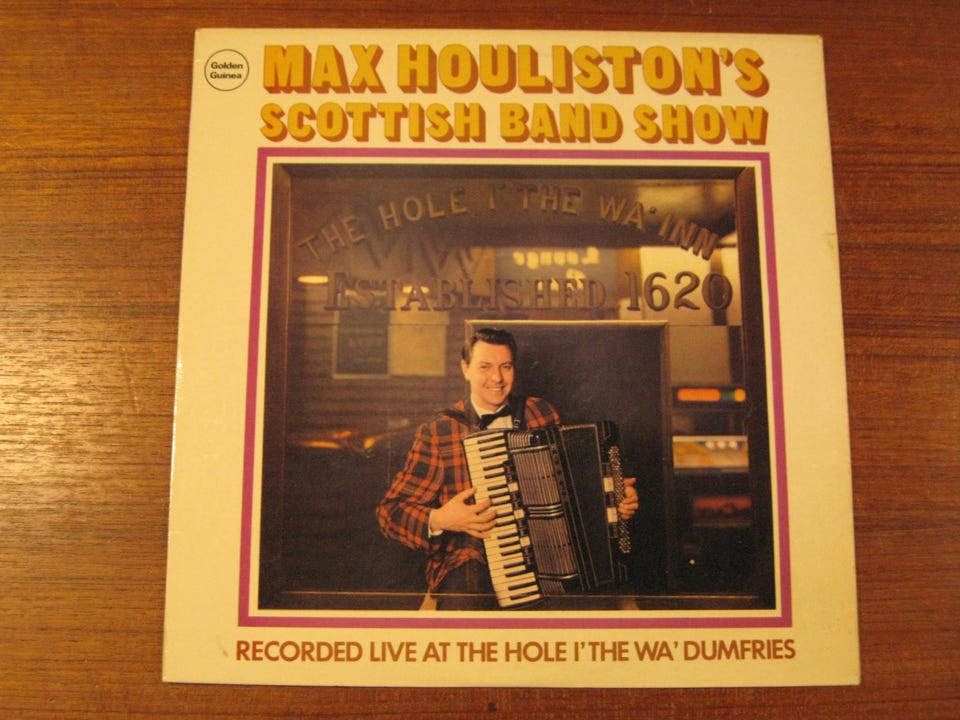 Golden
Guinea
MAX HOULISTON'S
SCOTTISH BAND SHOW
THE HOLE I' THE WA' INN
Lounge
ESTABLISHED 1620
RECORDED LIVE AT THE HOLE I' THE WA' DUMFRIES